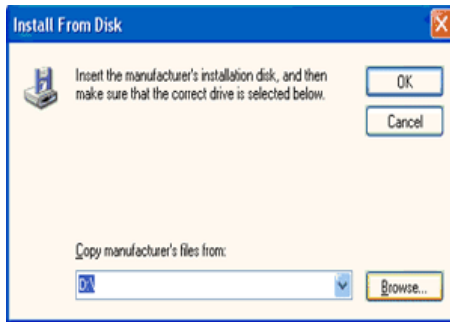 Install From Disk
Insert the manufacturer's installation disk, and then
make sure that the correct drive is selected below.
OK
Cancel
Copy manufacturer's files from:
D:\
Browse...